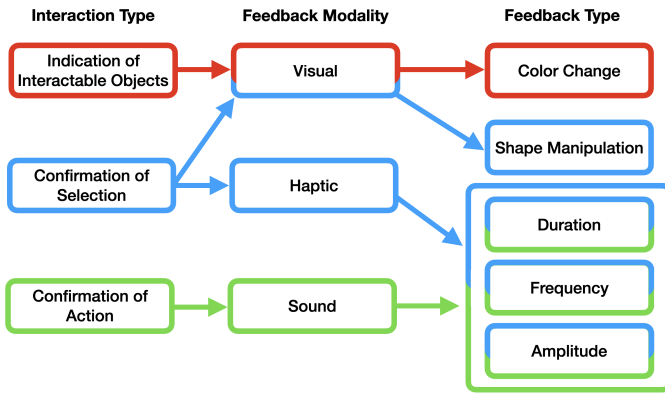 Interaction Type
Feedback Modality
Feedback Type
Indication of
Interactable Objects
Visual
Color Change
Shape Manipulation
Confirmation of
Selection
Haptic
Duration
Frequency
Confirmation of
Action
Sound
Amplitude